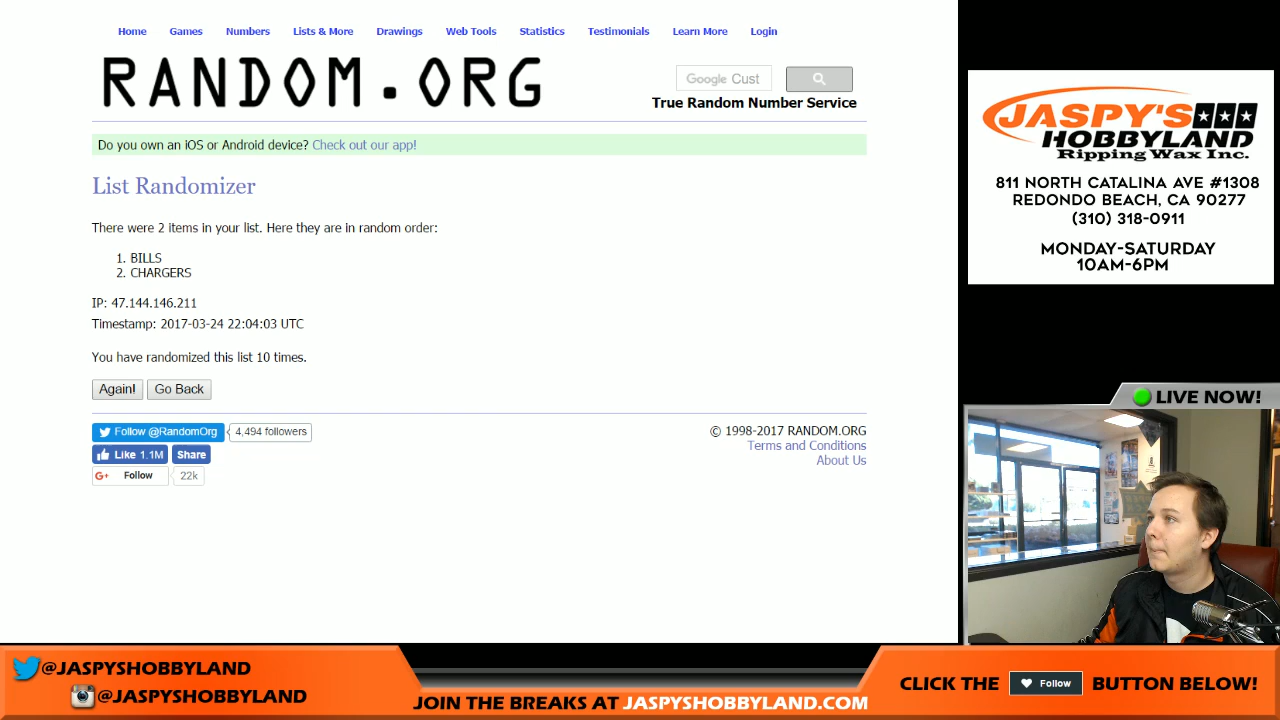 Home Games Numbers Lists & More Drawings Web Tools Statistics Testimonials Learn More Login
RANDOM.ORG
Google Cust
True Random Number Service
Do you own an iOS or Android device? Check out our app!
List Randomizer
There were 2 items in your list. Here they are in random order:
1. BILLS
2. CHARGERS
IP: 47.144.146.211
Timestamp: 2017-03-24 22:04:03 UTC
You have randomized this list 10 times.
Again! Go Back
Follow @RandomOrg 4,494 followers
Like 1.1M Share
G+ Follow 22k
© 1998-2017 RANDOM.ORG
Terms and Conditions
About Us
JASPY'S
HOBBYLAND
Ripping Wax Inc.
811 NORTH CATALINA AVE #1308
REDONDO BEACH, CA 90277
(310) 318-0911
MONDAY-SATURDAY
10AM-6PM
LIVE NOW!
@JASPYSHOBBYLAND
@JASPYSHOBBYLAND
JOIN THE BREAKS AT JASPYSHOBBYLAND.COM
CLICK THE Follow BUTTON BELOW!